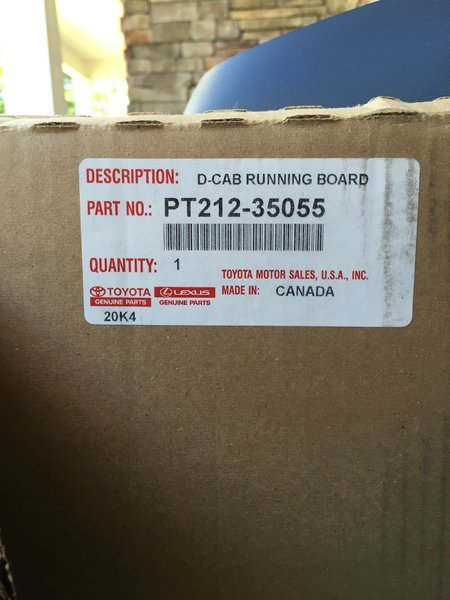 DESCRIPTION: D-CAB RUNNING BOARD
PART NO.: PT212-35055
QUANTITY: 1
TOYOTA MOTOR SALES, U.S.A., INC.
TOYOTA LEXUS MADE IN: CANADA
GENUINE PARTS GENUINE PARTS
20K4